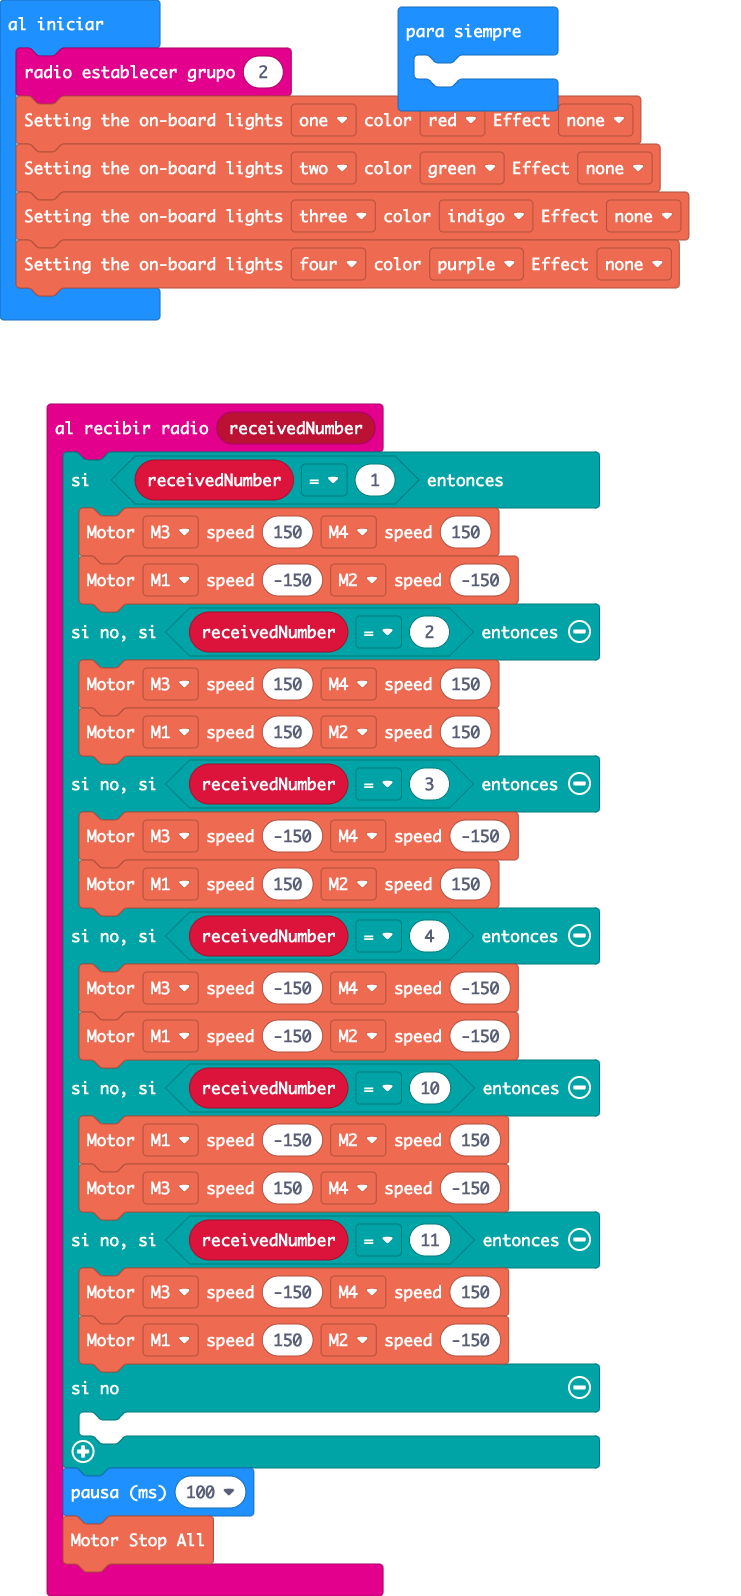 al iniciar
para siempre
radio establecer grupo 2
Setting the on-board lights one color red Effect none
Setting the on-board lights two color green Effect none
Setting the on-board lights three color indigo Effect none
Setting the on-board lights four color purple Effect none
al recibir radio receivedNumber
si receivedNumber = 1 entonces
Motor M3 speed 150 M4 speed 150
Motor M1 speed -150 M2 speed -150
si no, si receivedNumber = 2 entonces
Motor M3 speed 150 M4 speed 150
Motor M1 speed 150 M2 speed 150
si no, si receivedNumber = 3 entonces
Motor M3 speed -150 M4 speed -150
Motor M1 speed 150 M2 speed 150
si no, si receivedNumber = 4 entonces
Motor M3 speed -150 M4 speed -150
Motor M1 speed -150 M2 speed -150
si no, si receivedNumber = 10 entonces
Motor M1 speed -150 M2 speed 150
Motor M3 speed 150 M4 speed -150
si no, si receivedNumber = 11 entonces
Motor M3 speed -150 M4 speed 150
Motor M1 speed 150 M2 speed -150
si no
pausa (ms) 100
Motor Stop All